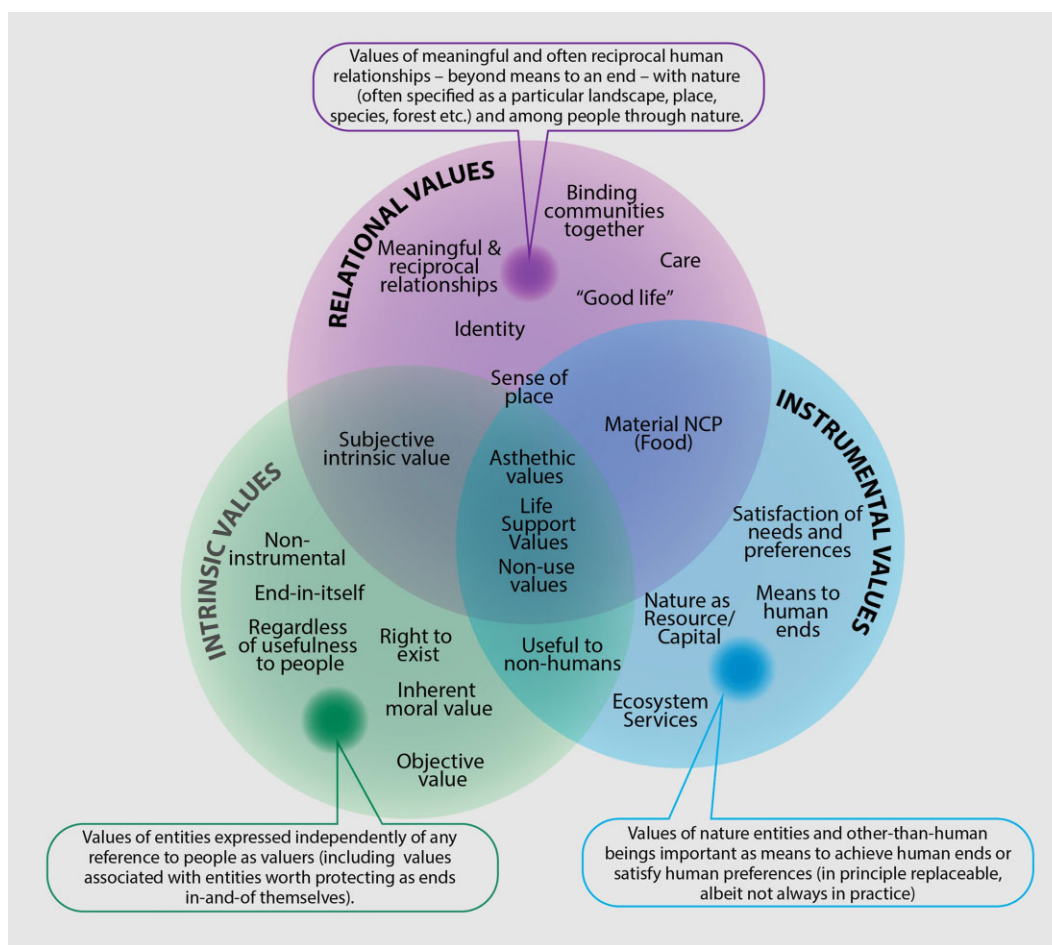 Values of meaningful and often reciprocal human
relationships – beyond means to an end – with nature
(often specified as a particular landscape, place,
species, forest etc.) and among people through nature.
RELATIONAL VALUES
Binding
communities
together
Meaningful &
reciprocal
relationships
Care
“Good life”
Identity
Sense of
place
INSTRUMENTAL VALUES
Material NCP
(Food)
Subjective
intrinsic value
Asthethic
values
Life
Support
Values
Non-use
values
INTRINSIC VALUES
Satisfaction of
needs and
preferences
Non-
instrumental
End-in-itself
Nature as
Resource/
Capital
Means to
human
ends
Regardless
of usefulness
to people
Right to
exist
Useful to
non-humans
Inherent
moral value
Ecosystem
Services
Objective
value
Values of entities expressed independently of any
reference to people as valuers (including values
associated with entities worth protecting as ends
in-and-of themselves).
Values of nature entities and other-than-human
beings important as means to achieve human ends or
satisfy human preferences (in principle replaceable,
albeit not always in practice)